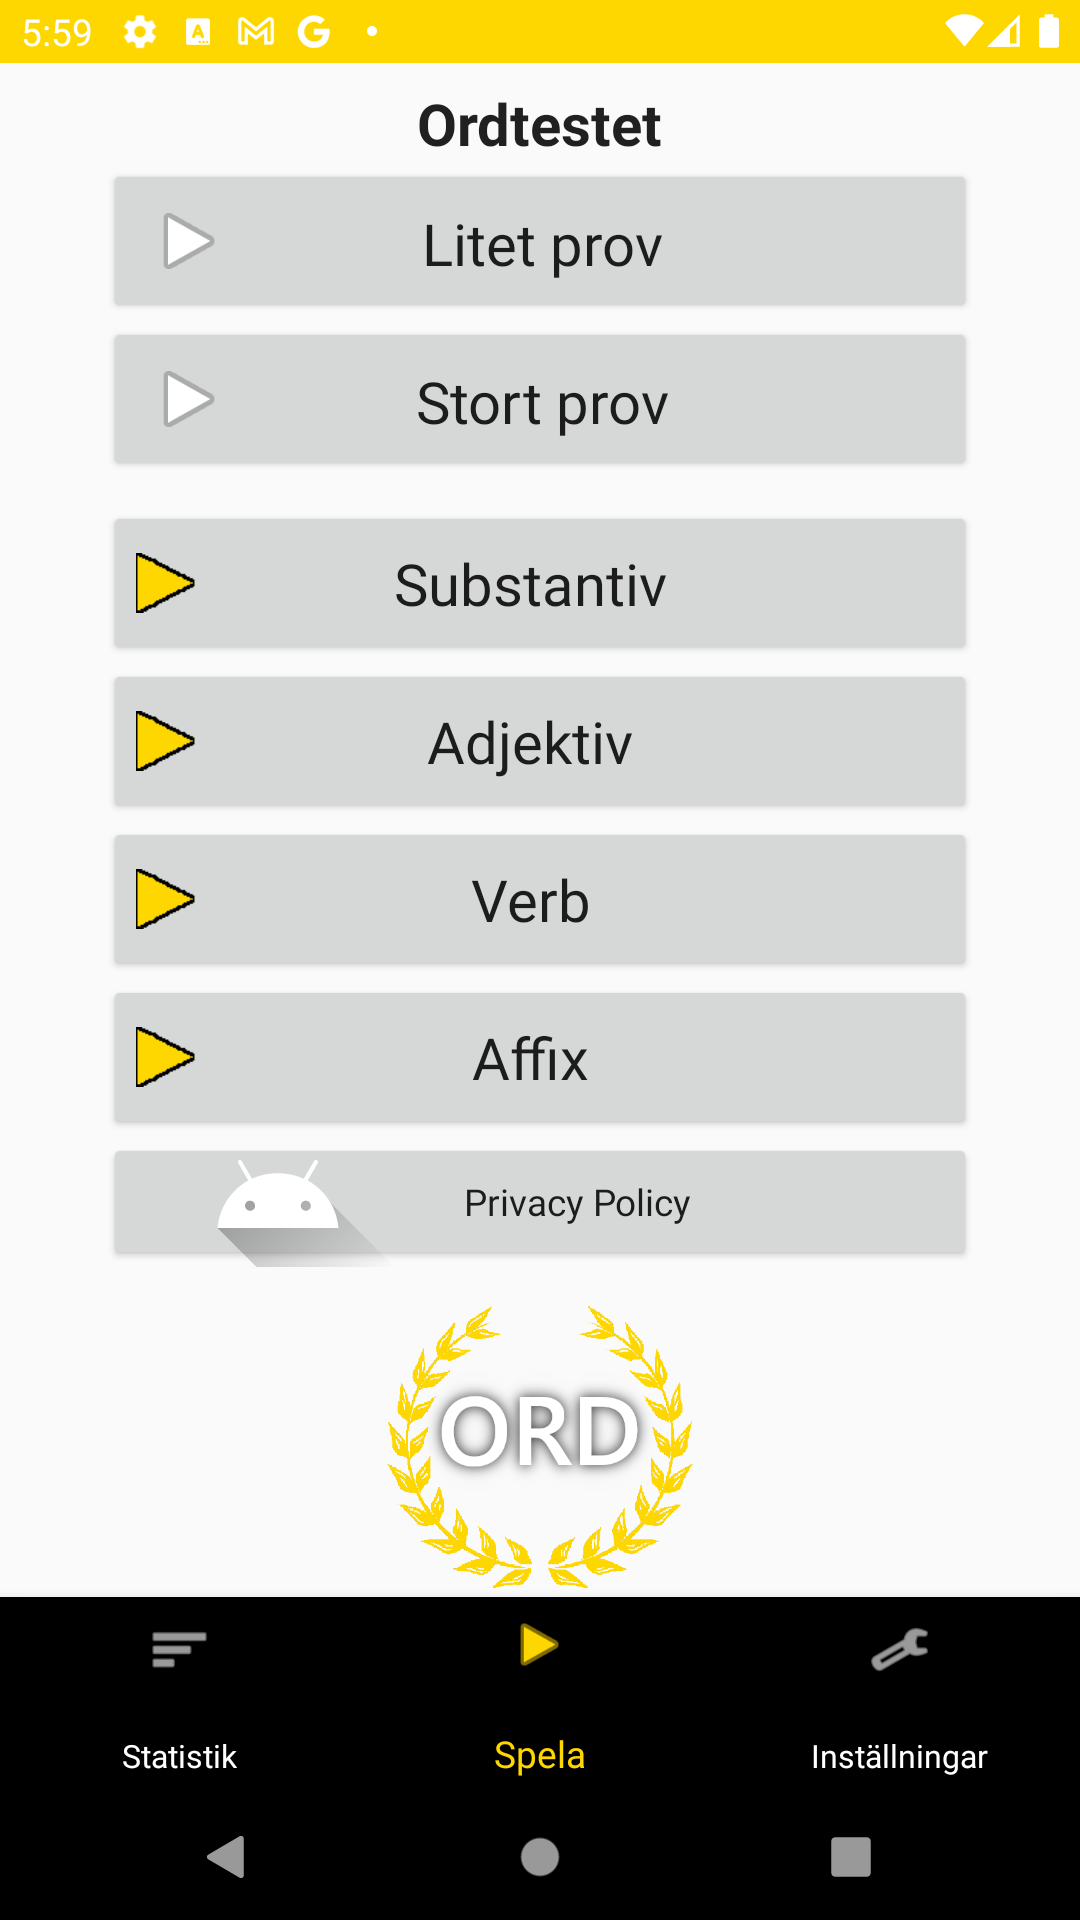 5:59
Ordtestet
Litet prov
Stort prov
Substantiv
Adjektiv
Verb
Affix
Privacy Policy
ORD
Statistik
Spela
Inställningar